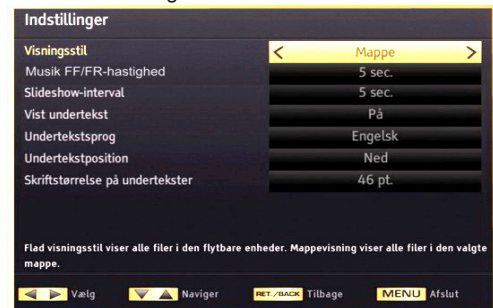 Indstillinger
Visningsstil < Mappe >
Musik FF/FR-hastighed 5 sec.
Slideshow-interval 5 sec.
Vist undertekst På
Undertekstsprog Engelsk
Undertekstposition Ned
Skriftstørrelse på undertekster 46 pt.
Flad visningsstil viser alle filer i den flytbare enheder. Mappevisning viser alle filer i den valgte
mappe.
Vælg Naviger RET./BACK Tilbage MENU Afslut